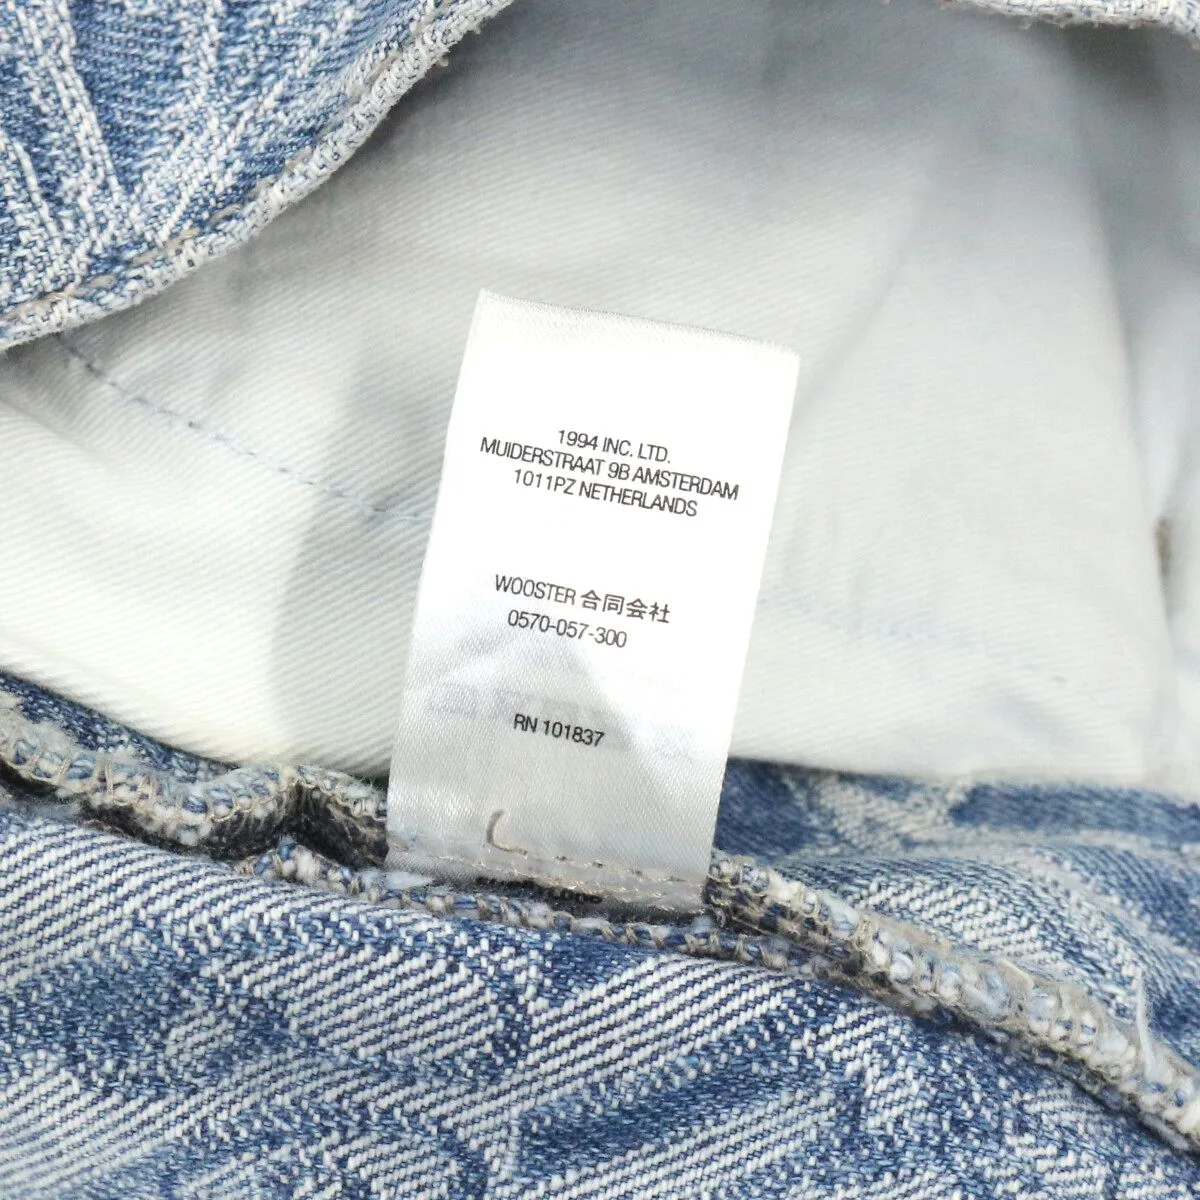 1994 INC. LTD.
MUIDERSTRAAT 9B AMSTERDAM
1011PZ NETHERLANDS
WOOSTER 合同会社
0570-057-300
RN 101837